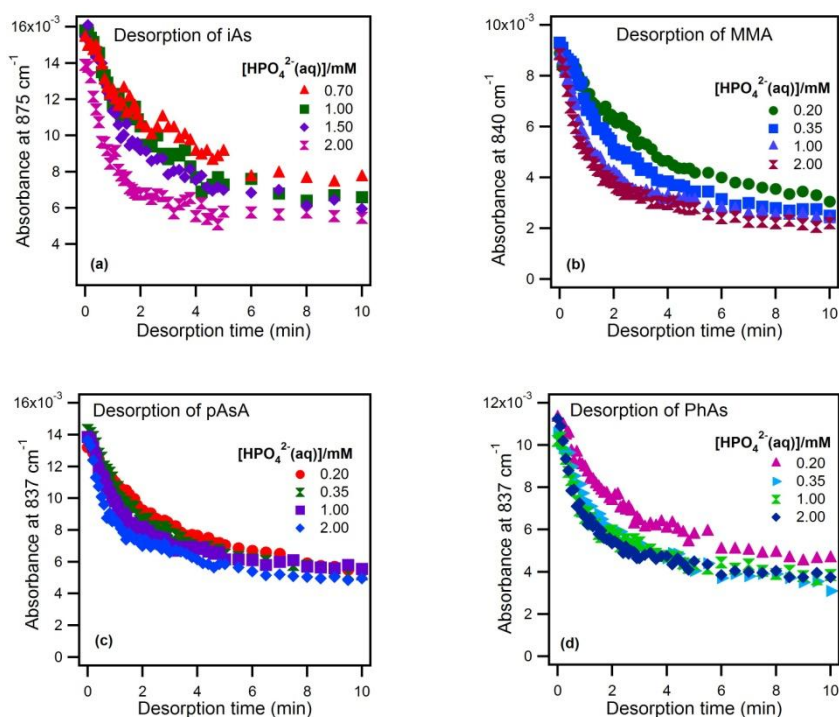 16x10⁻³
Desorption of iAs
[HPO₄²⁻(aq)]/mM
0.70
1.00
1.50
2.00
14
12
10
8
6
4
Absorbance at 875 cm⁻¹
(a)
0 2 4 6 8 10
Desorption time (min)
10x10⁻³
Desorption of MMA
[HPO₄²⁻(aq)]/mM
0.20
0.35
1.00
2.00
8
6
4
2
0
Absorbance at 840 cm⁻¹
(b)
0 2 4 6 8 10
Desorption time (min)
16x10⁻³
Desorption of pAsA
[HPO₄²⁻(aq)]/mM
0.20
0.35
1.00
2.00
14
12
10
8
6
4
2
0
Absorbance at 837 cm⁻¹
(c)
0 2 4 6 8 10
Desorption time (min)
12x10⁻³
Desorption of PhAs
[HPO₄²⁻(aq)]/mM
0.20
0.35
1.00
2.00
10
8
6
4
2
0
Absorbance at 837 cm⁻¹
(d)
0 2 4 6 8 10
Desorption time (min)